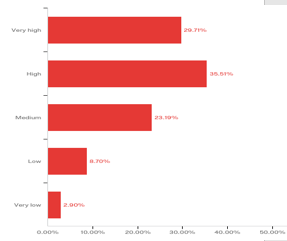 Very high
29.71%
High
35.51%
Medium
23.19%
Low
8.70%
Very low
2.90%
0.00% 10.00% 20.00% 30.00% 40.00% 50.00%